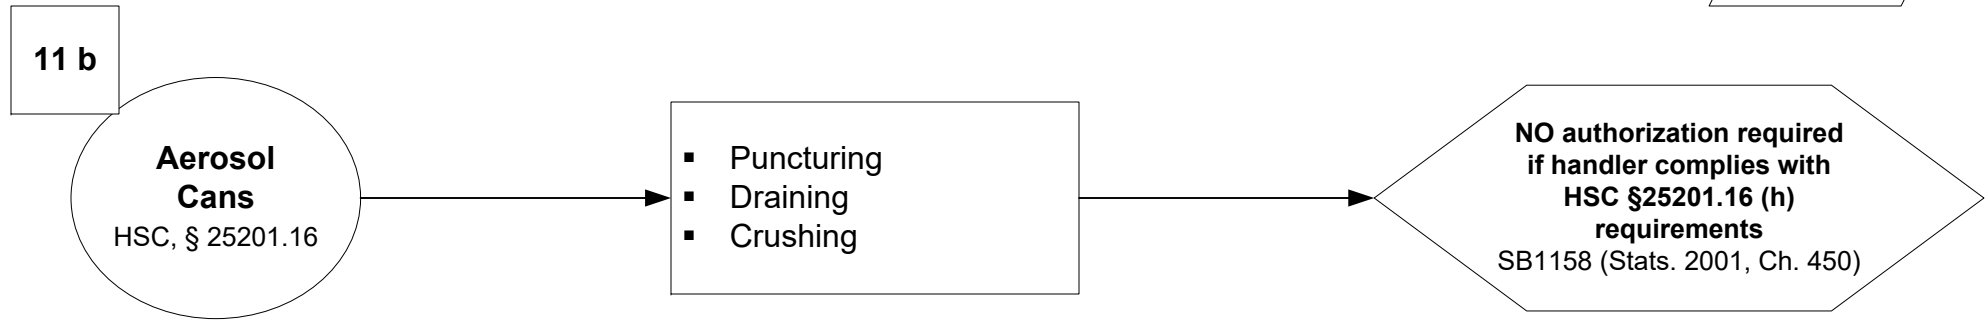 11 b
Aerosol
Cans
HSC, § 25201.16
▪ Puncturing
▪ Draining
▪ Crushing
NO authorization required
if handler complies with
HSC §25201.16 (h)
requirements
SB1158 (Stats. 2001, Ch. 450)